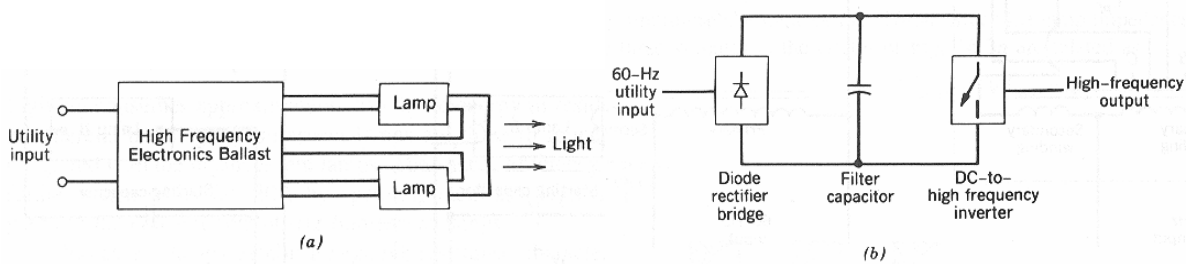 Utility
input
High Frequency
Electronics Ballast
Lamp
Lamp
Light
(a)
60-Hz
utility
input
Diode
rectifier
bridge
Filter
capacitor
DC-to-
high frequency
inverter
High-frequency
output
(b)